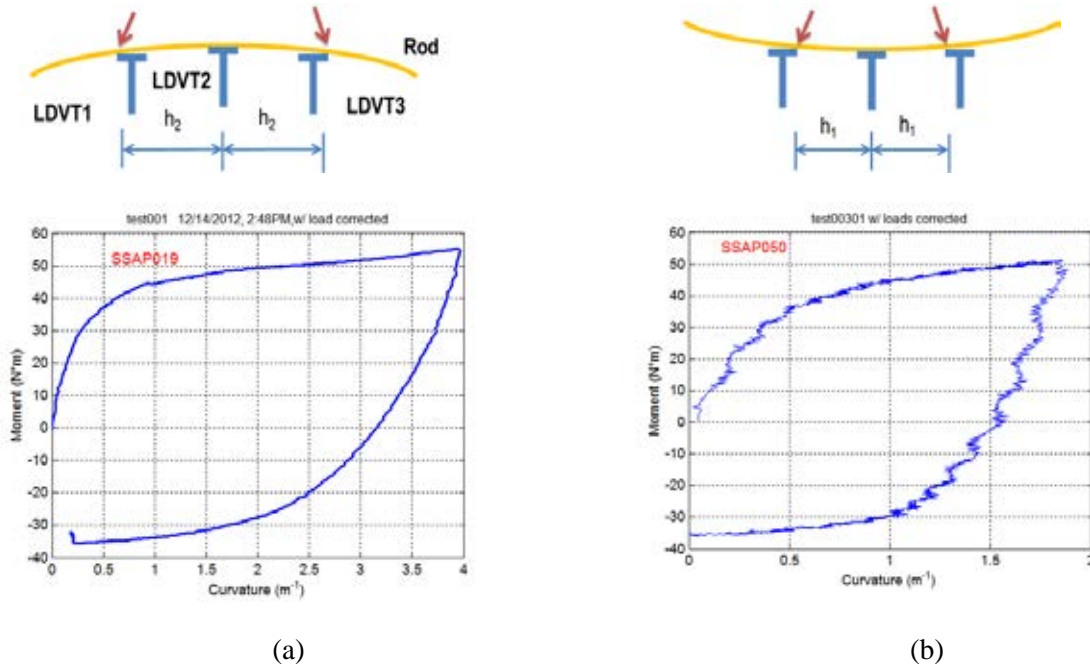 Rod
LDVT2
LDVT1
LDVT3
h2
h2
h1
h1
test001 12/14/2012, 2:48PM,w/ load corrected
SSAP019
60
50
40
30
20
10
0
-10
-20
-30
-40
Moment (N*m)
0 0.5 1 1.5 2 2.5 3 3.5 4
Curvature (m-1)
test00301 w/ loads corrected
SSAP050
60
50
40
30
20
10
0
-10
-20
-30
-40
Moment (N*m)
0 0.5 1 1.5 2
Curvature (m-1)
(a)
(b)